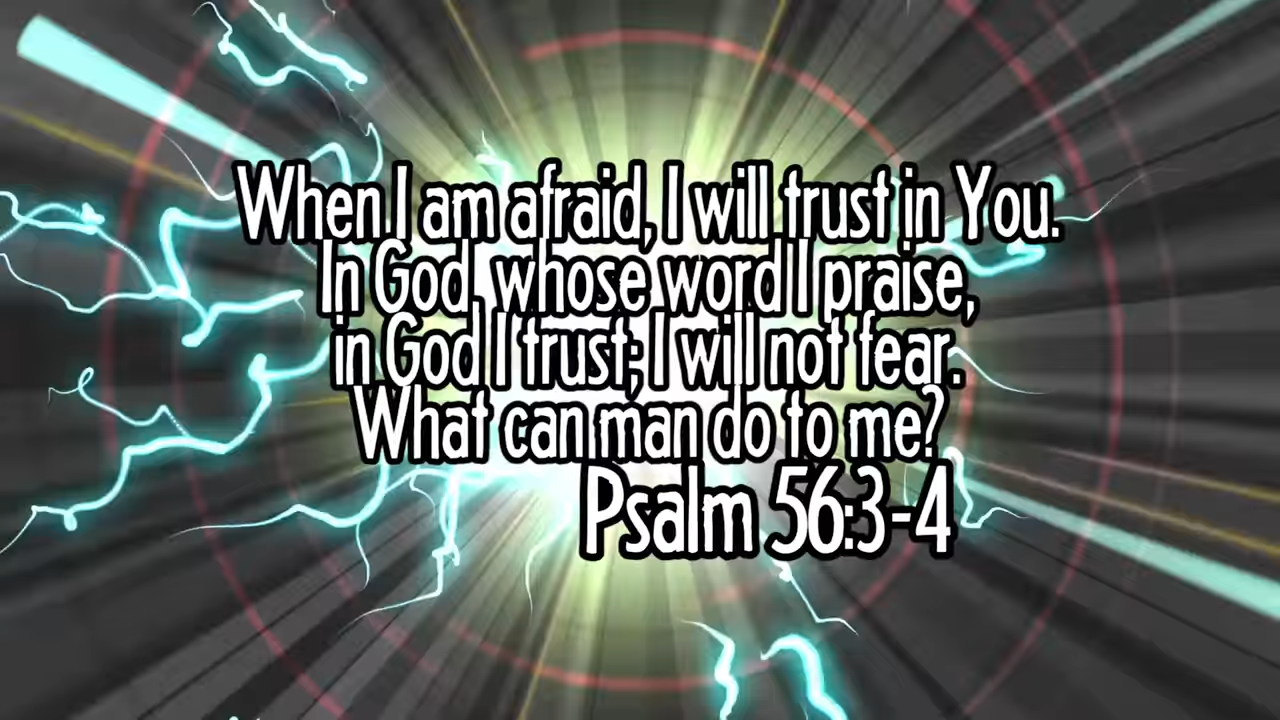 When I am afraid, I will trust in You.
In God, whose word I praise,
in God I trust; I will not fear.
What can man do to me?
Psalm 56:3-4